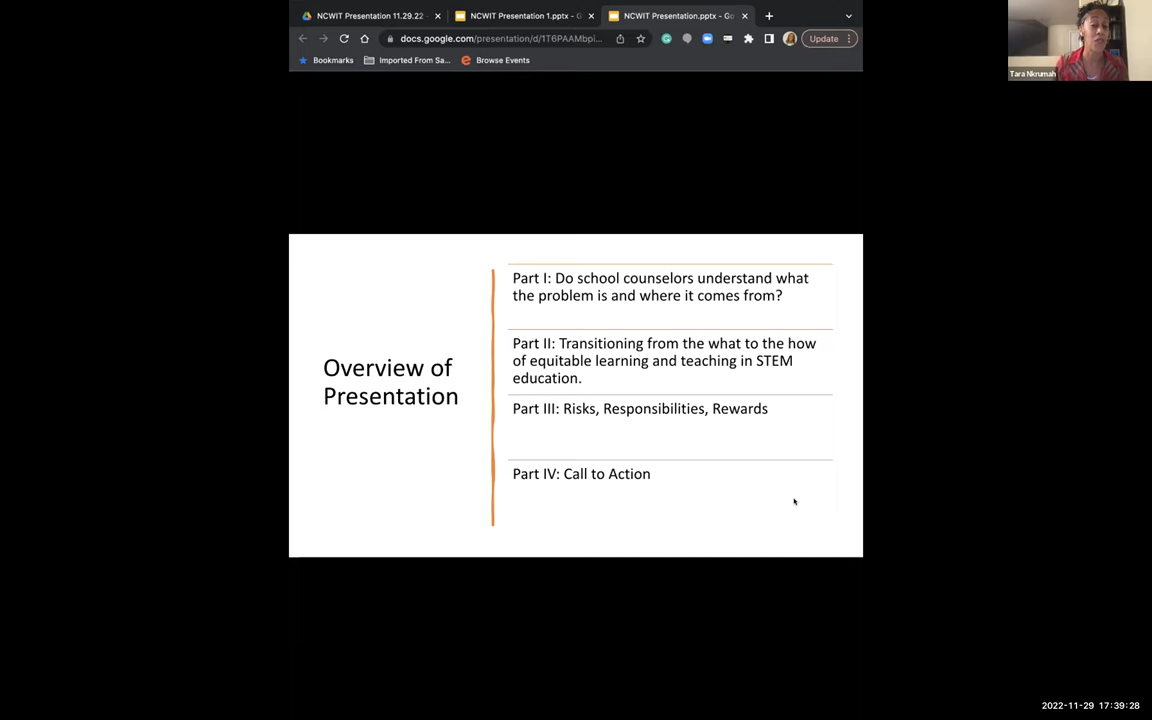 NCWIT Presentation 11.29.22 -
NCWIT Presentation 1.pptx - G
NCWIT Presentation.pptx - Go
docs.google.com/presentation/d/1T6PAAMbpi...
Update
Bookmarks
Imported From Sa...
Browse Events
Tara Nkrumah
Overview of
Presentation
Part I: Do school counselors understand what
the problem is and where it comes from?
Part II: Transitioning from the what to the how
of equitable learning and teaching in STEM
education.
Part III: Risks, Responsibilities, Rewards
Part IV: Call to Action
2022-11-29 17:39:28